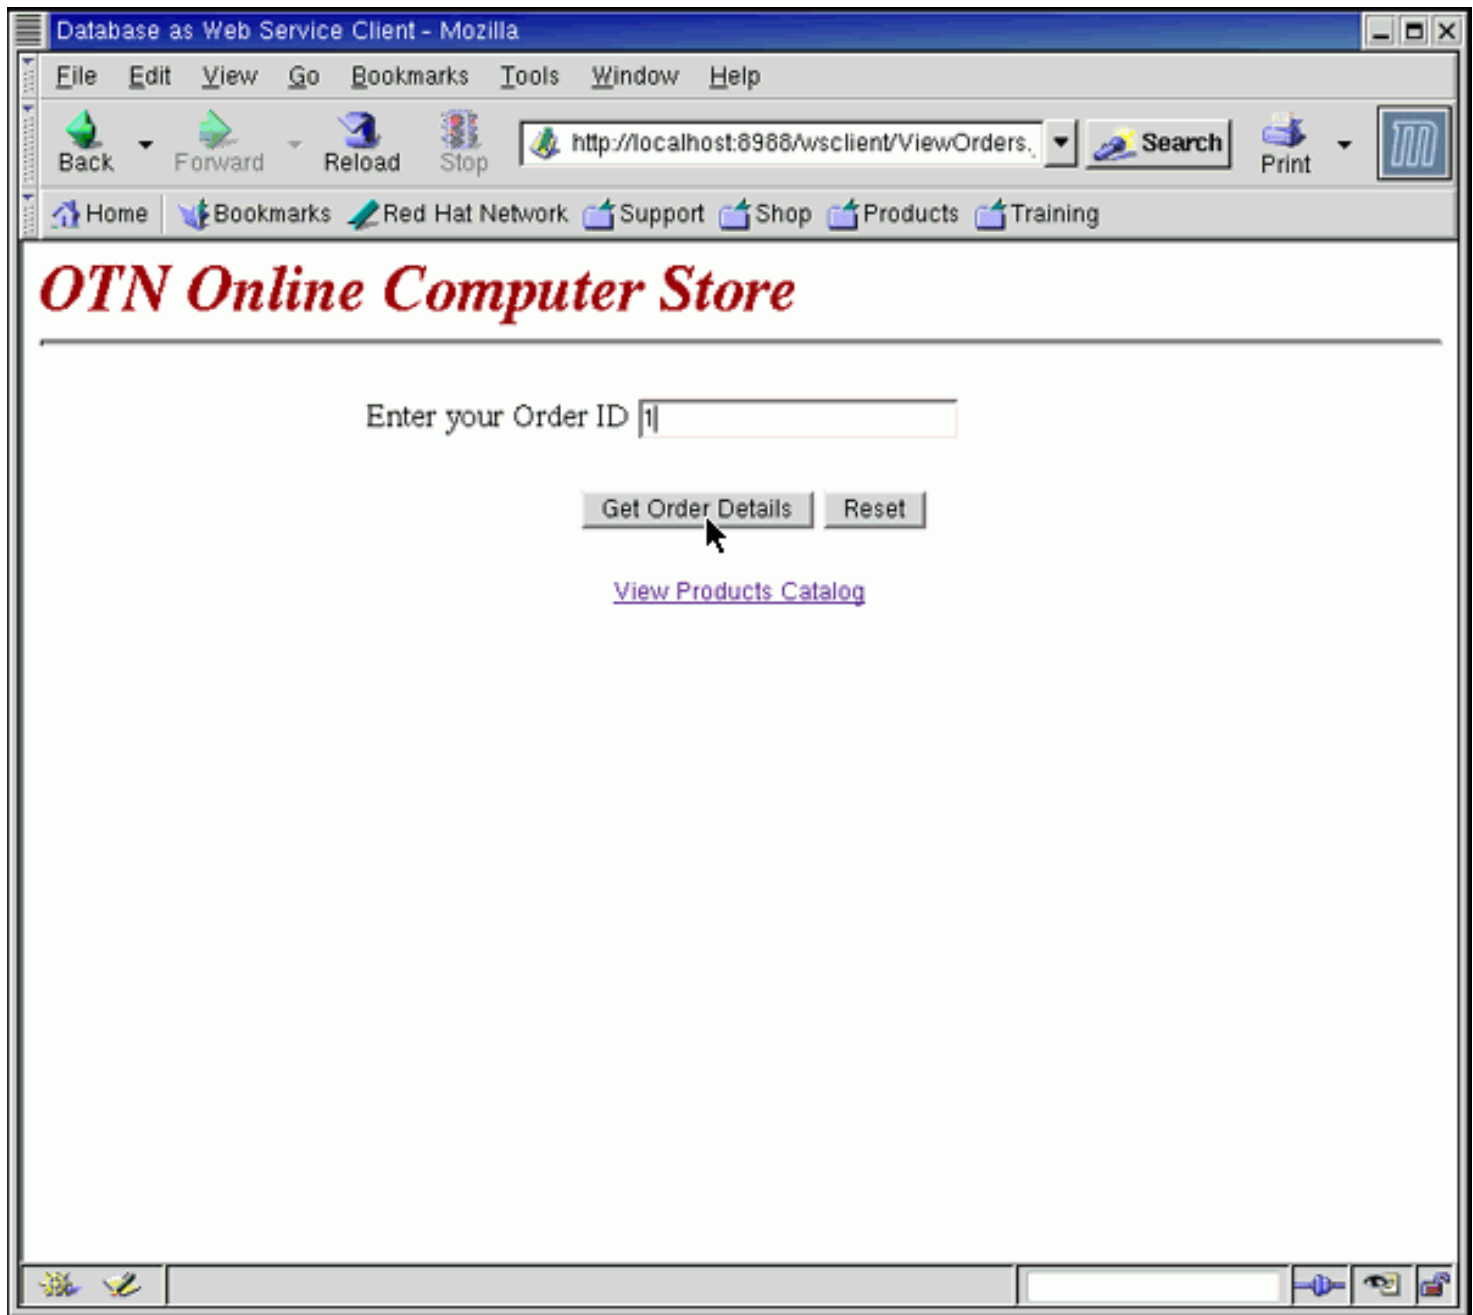 Database as Web Service Client - Mozilla
File Edit View Go Bookmarks Tools Window Help
Back Forward Reload Stop http://localhost:8988/wsclient/ViewOrders. Search Print
Home Bookmarks Red Hat Network Support Shop Products Training
OTN Online Computer Store
Enter your Order ID 1
Get Order Details Reset
View Products Catalog